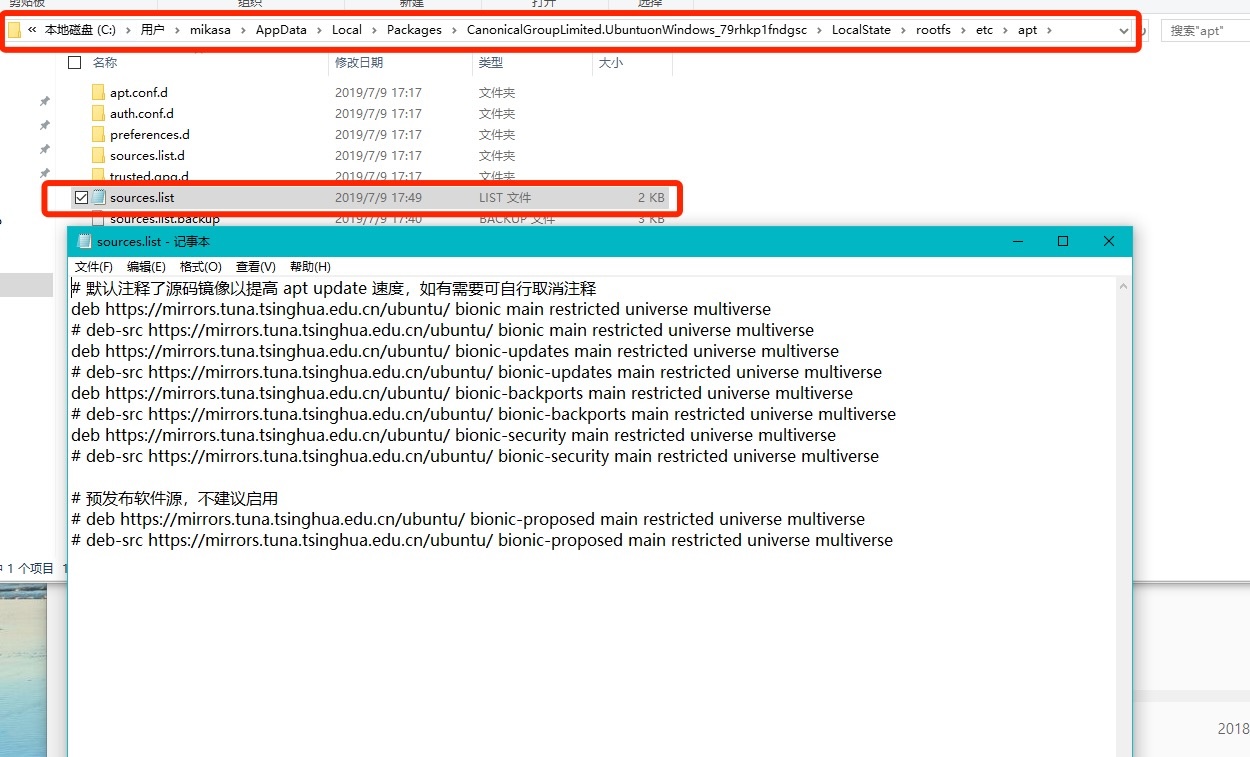 剪贴板 组织 新建 打开 选择
« 本地磁盘 (C:) › 用户 › mikasa › AppData › Local › Packages › CanonicalGroupLimited.UbuntuonWindows_79rhkp1fndgsc › LocalState › rootfs › etc › apt › 搜索"apt"
名称 修改日期 类型 大小
apt.conf.d 2019/7/9 17:17 文件夹
auth.conf.d 2019/7/9 17:17 文件夹
preferences.d 2019/7/9 17:17 文件夹
sources.list.d 2019/7/9 17:17 文件夹
trusted.gpg.d 2019/7/9 17:17 文件夹
sources.list 2019/7/9 17:49 LIST 文件 2 KB
sources.list.backup 2019/7/9 17:40 BACKUP 文件 3 KB
sources.list - 记事本
文件(F) 编辑(E) 格式(O) 查看(V) 帮助(H)
# 默认注释了源码镜像以提高 apt update 速度，如有需要可自行取消注释
deb https://mirrors.tuna.tsinghua.edu.cn/ubuntu/ bionic main restricted universe multiverse
# deb-src https://mirrors.tuna.tsinghua.edu.cn/ubuntu/ bionic main restricted universe multiverse
deb https://mirrors.tuna.tsinghua.edu.cn/ubuntu/ bionic-updates main restricted universe multiverse
# deb-src https://mirrors.tuna.tsinghua.edu.cn/ubuntu/ bionic-updates main restricted universe multiverse
deb https://mirrors.tuna.tsinghua.edu.cn/ubuntu/ bionic-backports main restricted universe multiverse
# deb-src https://mirrors.tuna.tsinghua.edu.cn/ubuntu/ bionic-backports main restricted universe multiverse
deb https://mirrors.tuna.tsinghua.edu.cn/ubuntu/ bionic-security main restricted universe multiverse
# deb-src https://mirrors.tuna.tsinghua.edu.cn/ubuntu/ bionic-security main restricted universe multiverse
# 预发布软件源，不建议启用
# deb https://mirrors.tuna.tsinghua.edu.cn/ubuntu/ bionic-proposed main restricted universe multiverse
# deb-src https://mirrors.tuna.tsinghua.edu.cn/ubuntu/ bionic-proposed main restricted universe multiverse
1 个项目
2018